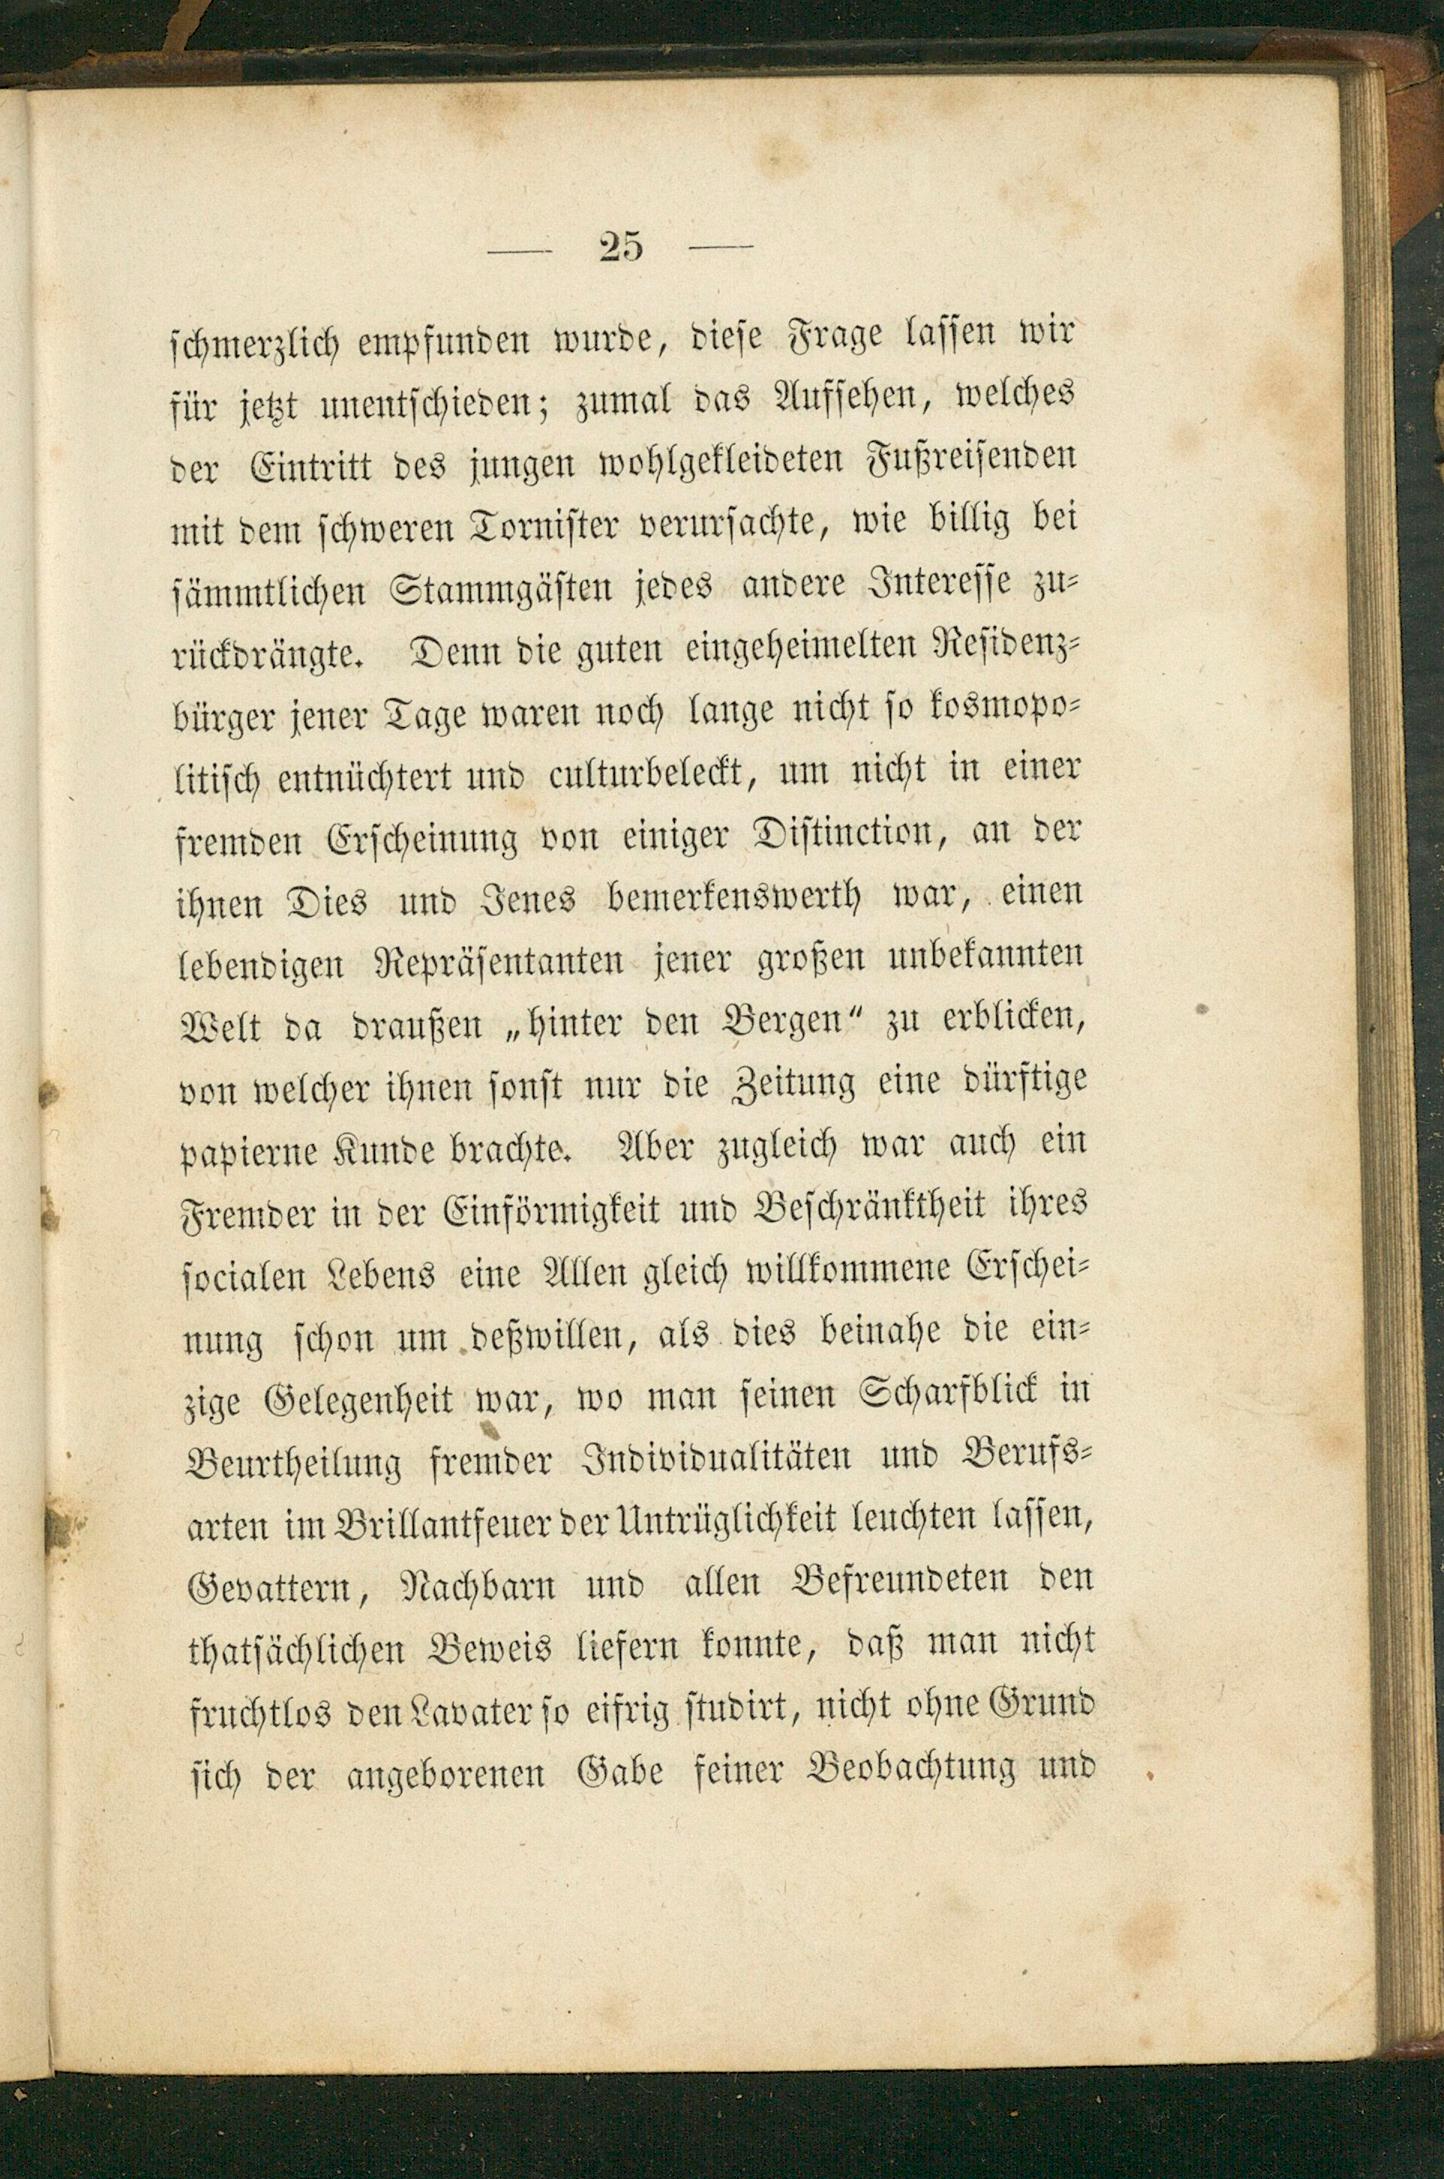 — 25 —
schmerzlich empfunden wurde, diese Frage lassen wir
für jetzt unentschieden; zumal das Aufsehen, welches
der Eintritt des jungen wohlgekleideten Fußreisenden
mit dem schweren Tornister verursachte, wie billig bei
sämmtlichen Stammgästen jedes andere Interesse zu-
rückdrängte. Denn die guten eingeheimelten Residenz-
bürger jener Tage waren noch lange nicht so kosmopo-
litisch entnüchtert und culturbeleckt, um nicht in einer
fremden Erscheinung von einiger Distinction, an der
ihnen Dies und Jenes bemerkenswerth war, einen
lebendigen Repräsentanten jener großen unbekannten
Welt da draußen „hinter den Bergen“ zu erblicken,
von welcher ihnen sonst nur die Zeitung eine dürftige
papierne Kunde brachte. Aber zugleich war auch ein
Fremder in der Einförmigkeit und Beschränktheit ihres
socialen Lebens eine Allen gleich willkommene Erschei-
nung schon um deßwillen, als dies beinahe die ein-
zige Gelegenheit war, wo man seinen Scharfblick in
Beurtheilung fremder Individualitäten und Berufs-
arten im Brillantfeuer der Untrüglichkeit leuchten lassen,
Gevattern, Nachbarn und allen Befreundeten den
thatsächlichen Beweis liefern konnte, daß man nicht
fruchtlos den Lavater so eifrig studirt, nicht ohne Grund
sich der angeborenen Gabe feiner Beobachtung und